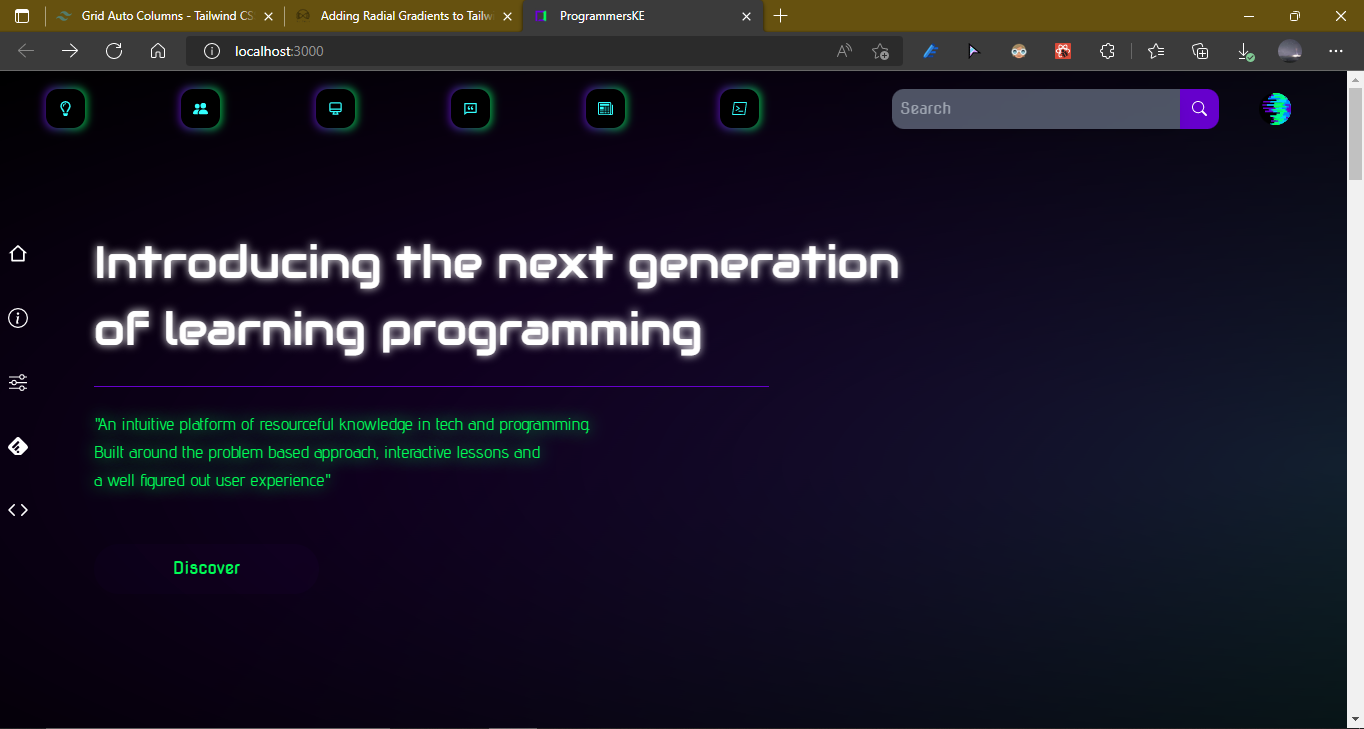 Grid Auto Columns - Tailwind CS
Adding Radial Gradients to Tailw
ProgrammersKE
localhost:3000
Search
Introducing the next generation
of learning programming
"An intuitive platform of resourceful knowledge in tech and programming.
Built around the problem based approach, interactive lessons and
a well figured out user experience"
Discover